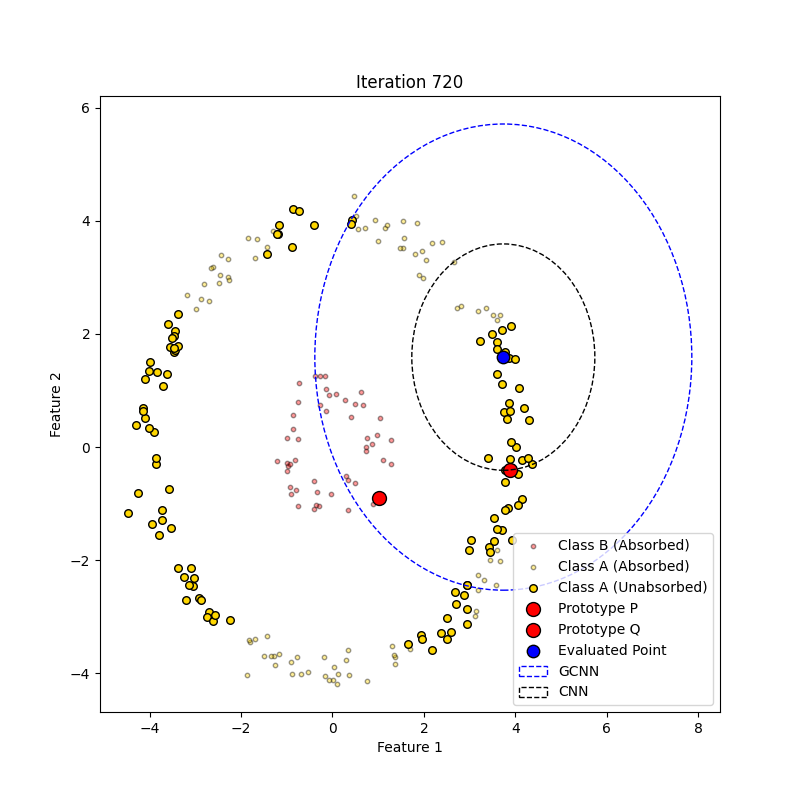 Iteration 720
6
4
2
0
−2
−4
Feature 2
−4
−2
0
2
4
6
8
Feature 1
Class B (Absorbed)
Class A (Absorbed)
Class A (Unabsorbed)
Prototype P
Prototype Q
Evaluated Point
GCNN
CNN